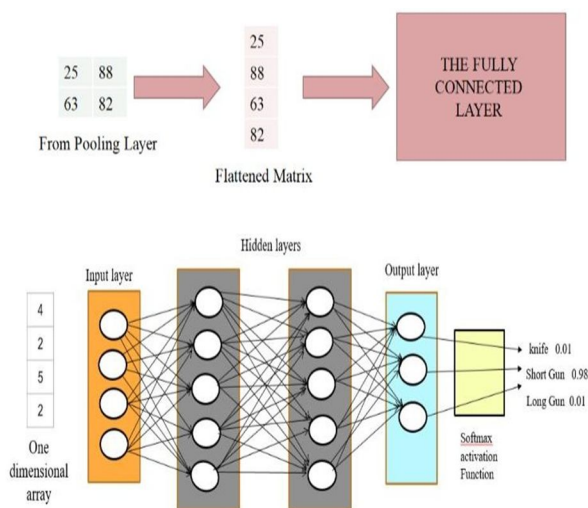 25
88
63
82
25 88
63 82
From Pooling Layer
Flattened Matrix
THE FULLY
CONNECTED
LAYER
Hidden layers
Input layer
Output layer
4
2
5
2
One
dimensional
array
knife 0.01
Short Gun 0.98
Long Gun 0.01
Softmax
activation
Function